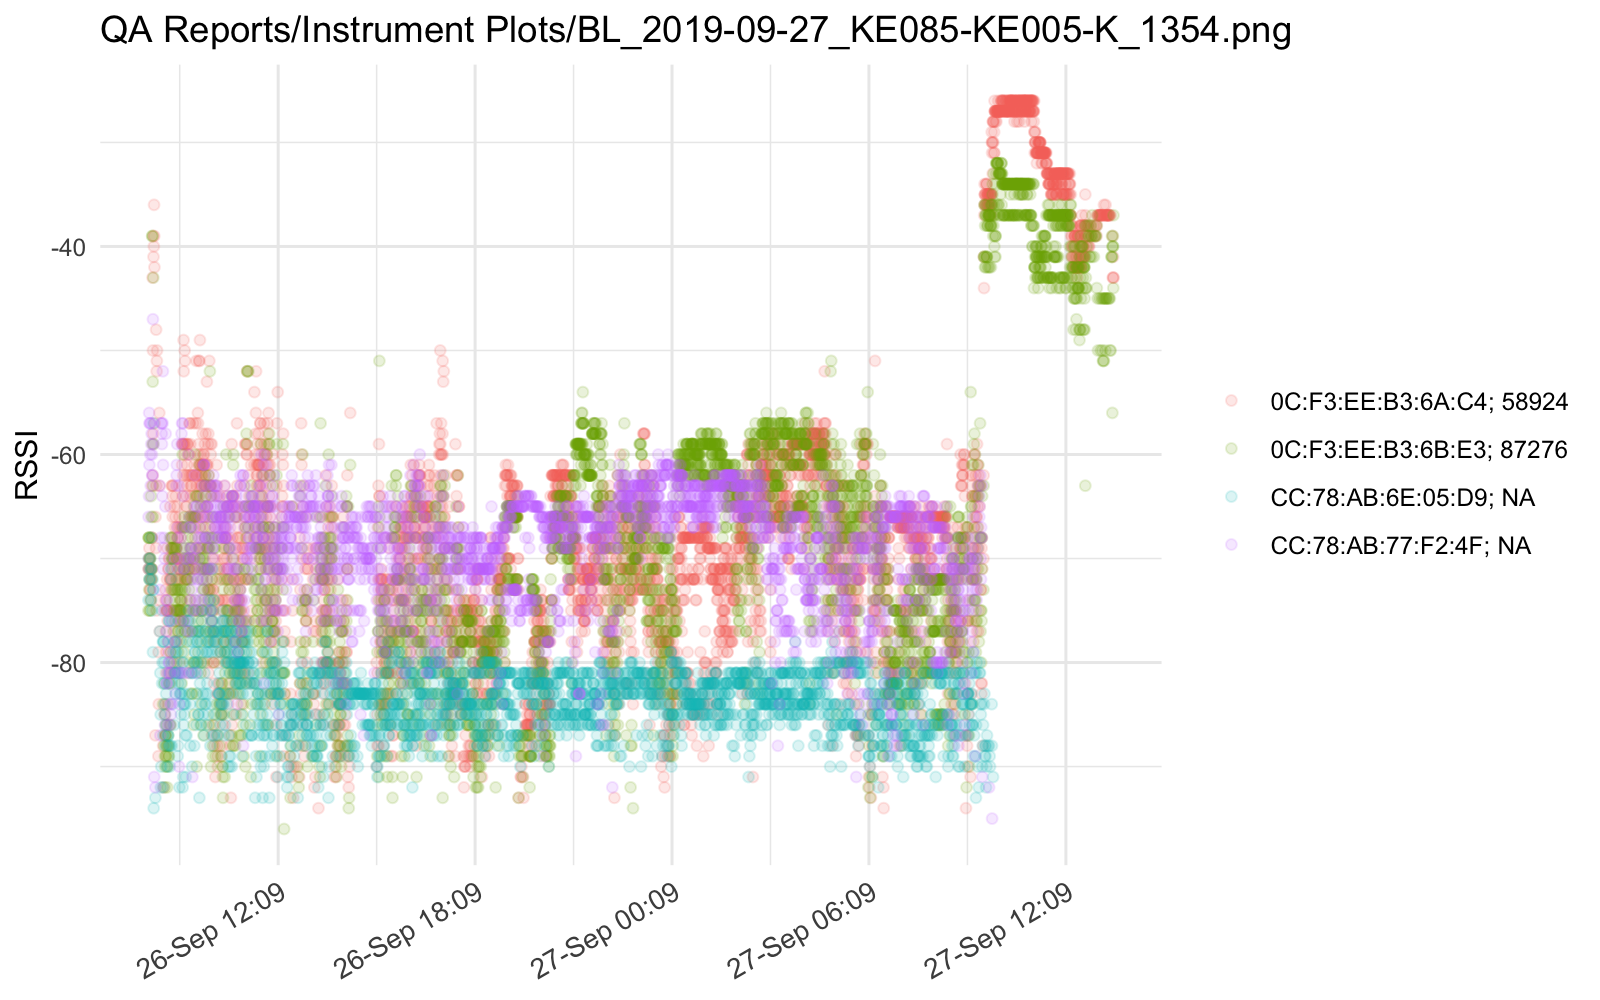 QA Reports/Instrument Plots/BL_2019-09-27_KE085-KE005-K_1354.png
RSSI
-40
-60
-80
26-Sep 12:09
26-Sep 18:09
27-Sep 00:09
27-Sep 06:09
27-Sep 12:09
0C:F3:EE:B3:6A:C4; 58924
0C:F3:EE:B3:6B:E3; 87276
CC:78:AB:6E:05:D9; NA
CC:78:AB:77:F2:4F; NA